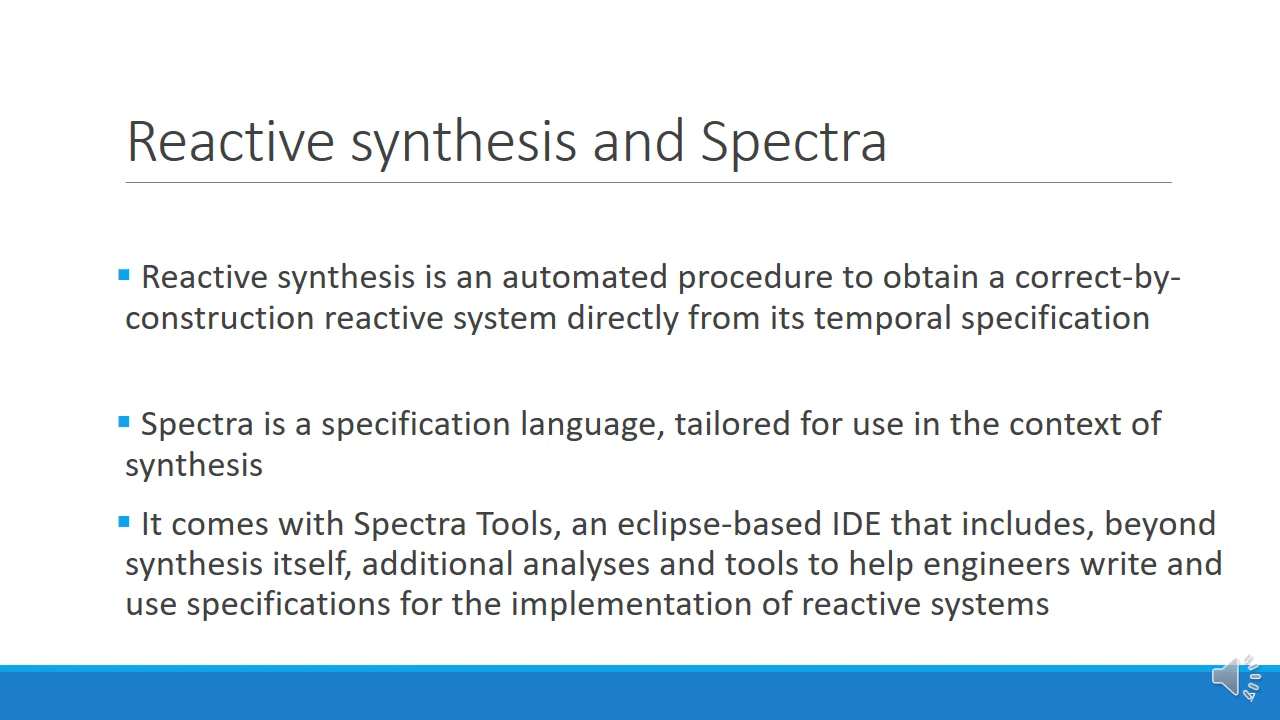 Reactive synthesis and Spectra
▪ Reactive synthesis is an automated procedure to obtain a correct-by-
construction reactive system directly from its temporal specification
▪ Spectra is a specification language, tailored for use in the context of
synthesis
▪ It comes with Spectra Tools, an eclipse-based IDE that includes, beyond
synthesis itself, additional analyses and tools to help engineers write and
use specifications for the implementation of reactive systems